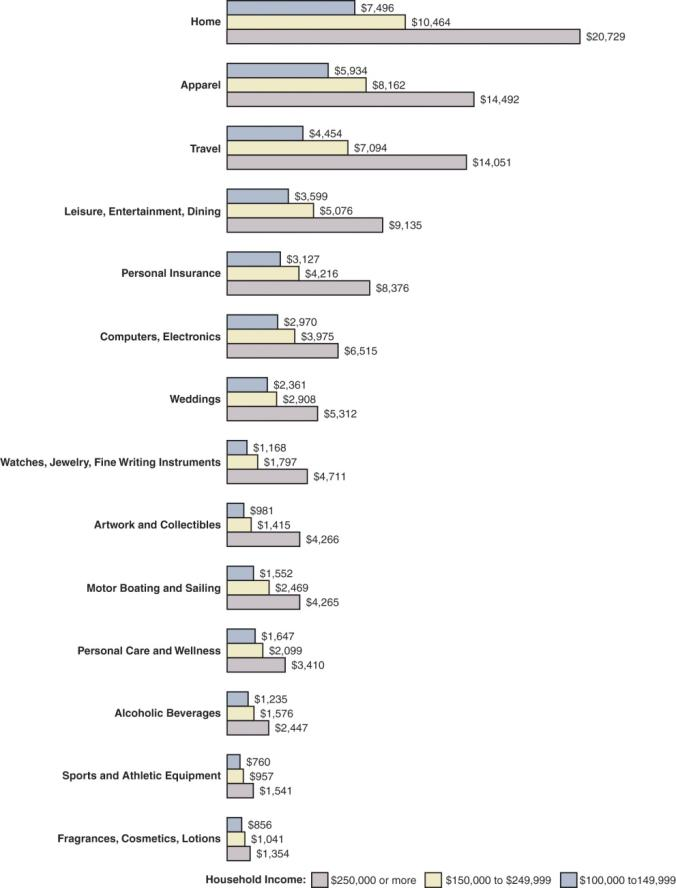 $7,496
Home
$10,464
$20,729
$5,934
Apparel
$8,162
$14,492
$4,454
Travel
$7,094
$14,051
$3,599
Leisure, Entertainment, Dining
$5,076
$9,135
$3,127
Personal Insurance
$4,216
$8,376
$2,970
Computers, Electronics
$3,975
$6,515
$2,361
Weddings
$2,908
$5,312
$1,168
Watches, Jewelry, Fine Writing Instruments
$1,797
$4,711
$981
Artwork and Collectibles
$1,415
$4,266
$1,552
Motor Boating and Sailing
$2,469
$4,265
$1,647
Personal Care and Wellness
$2,099
$3,410
$1,235
Alcoholic Beverages
$1,576
$2,447
$760
Sports and Athletic Equipment
$957
$1,541
$856
Fragrances, Cosmetics, Lotions
$1,041
$1,354
Household Income: $250,000 or more $150,000 to $249,999 $100,000 to149,999